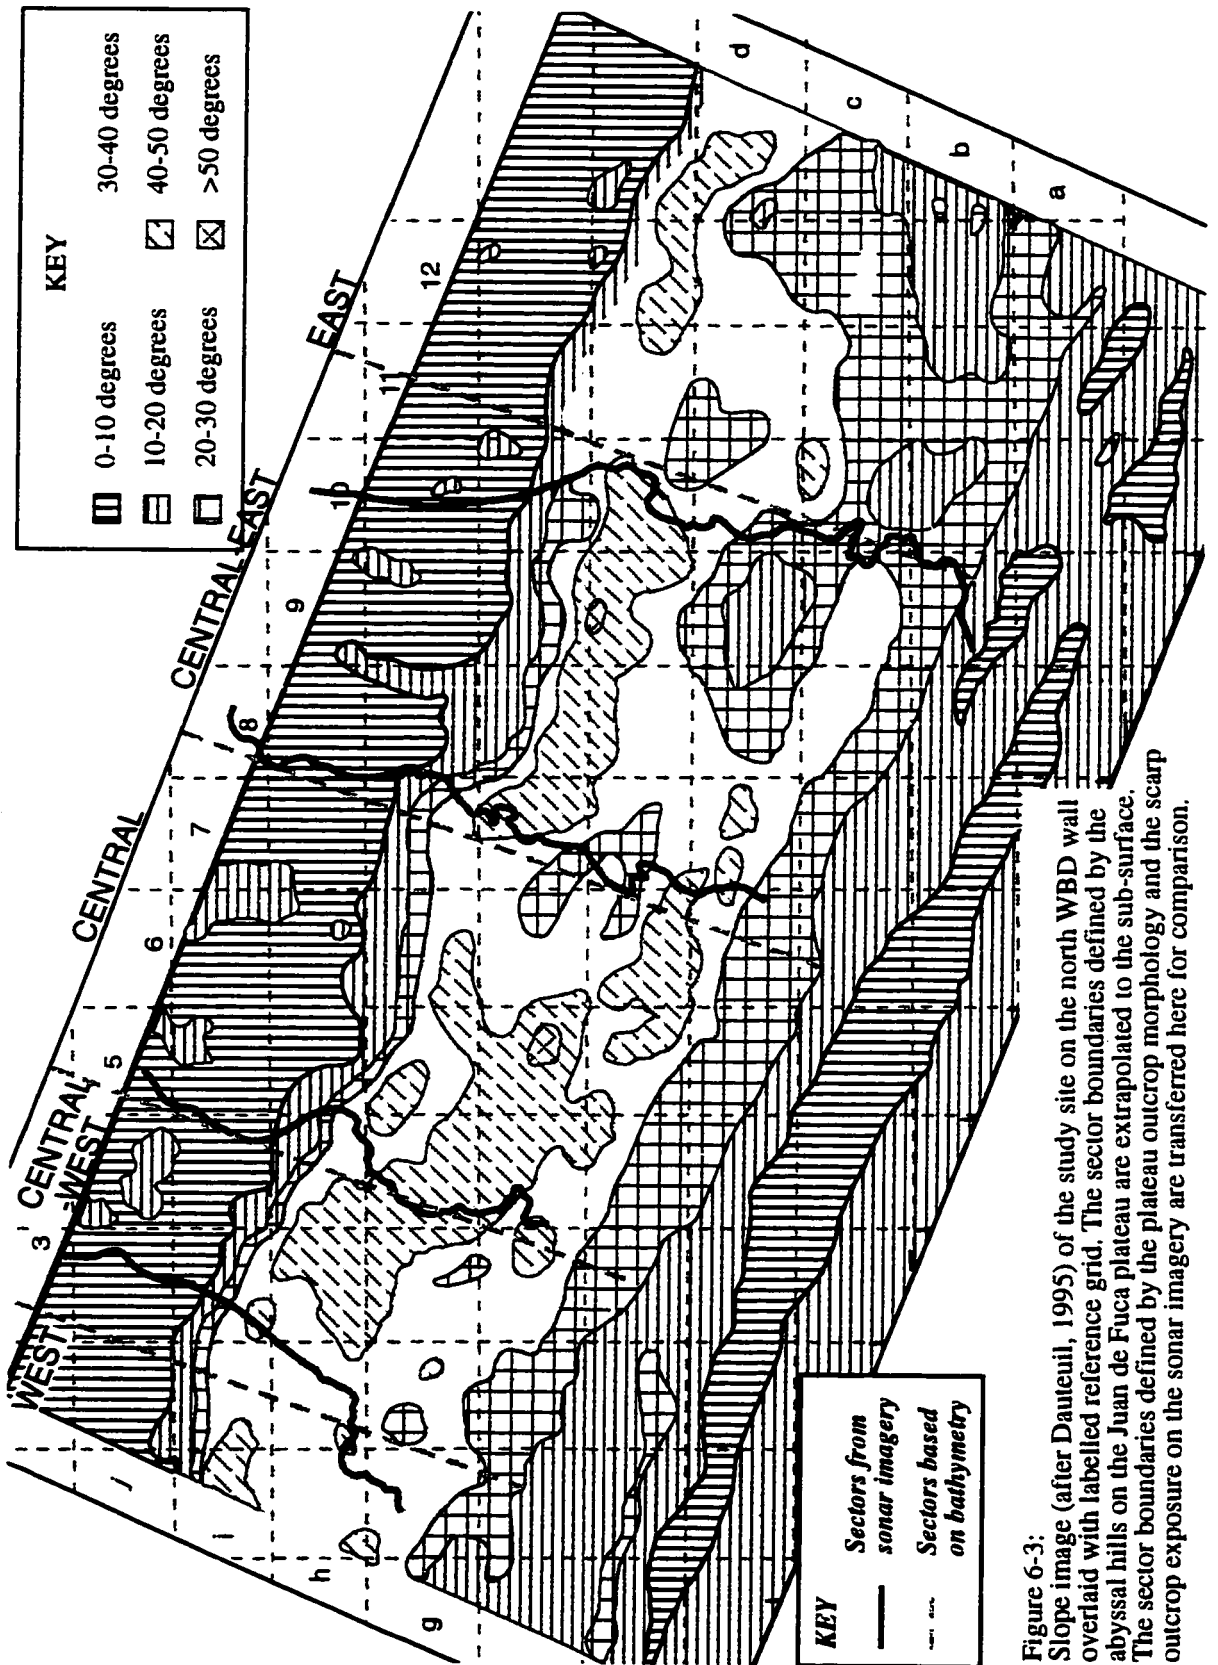 KEY
0-10 degrees
30-40 degrees
10-20 degrees
40-50 degrees
20-30 degrees
>50 degrees
WEST
CENTRAL
WEST
CENTRAL
CENTRAL EAST
EAST
3
5
6
7
8
9
10
11
12
j
i
h
g
d
c
b
a
KEY
Sectors from
sonar imagery
Sectors based
on bathymetry
Figure 6-3:
Slope image (after Dauteuil, 1995) of the study site on the north WBD wall
overlaid with labelled reference grid. The sector boundaries defined by the
abyssal hills on the Juan de Fuca plateau are extrapolated to the sub-surface.
The sector boundaries defined by the plateau outcrop morphology and the scarp
outcrop exposure on the sonar imagery are transferred here for comparison.